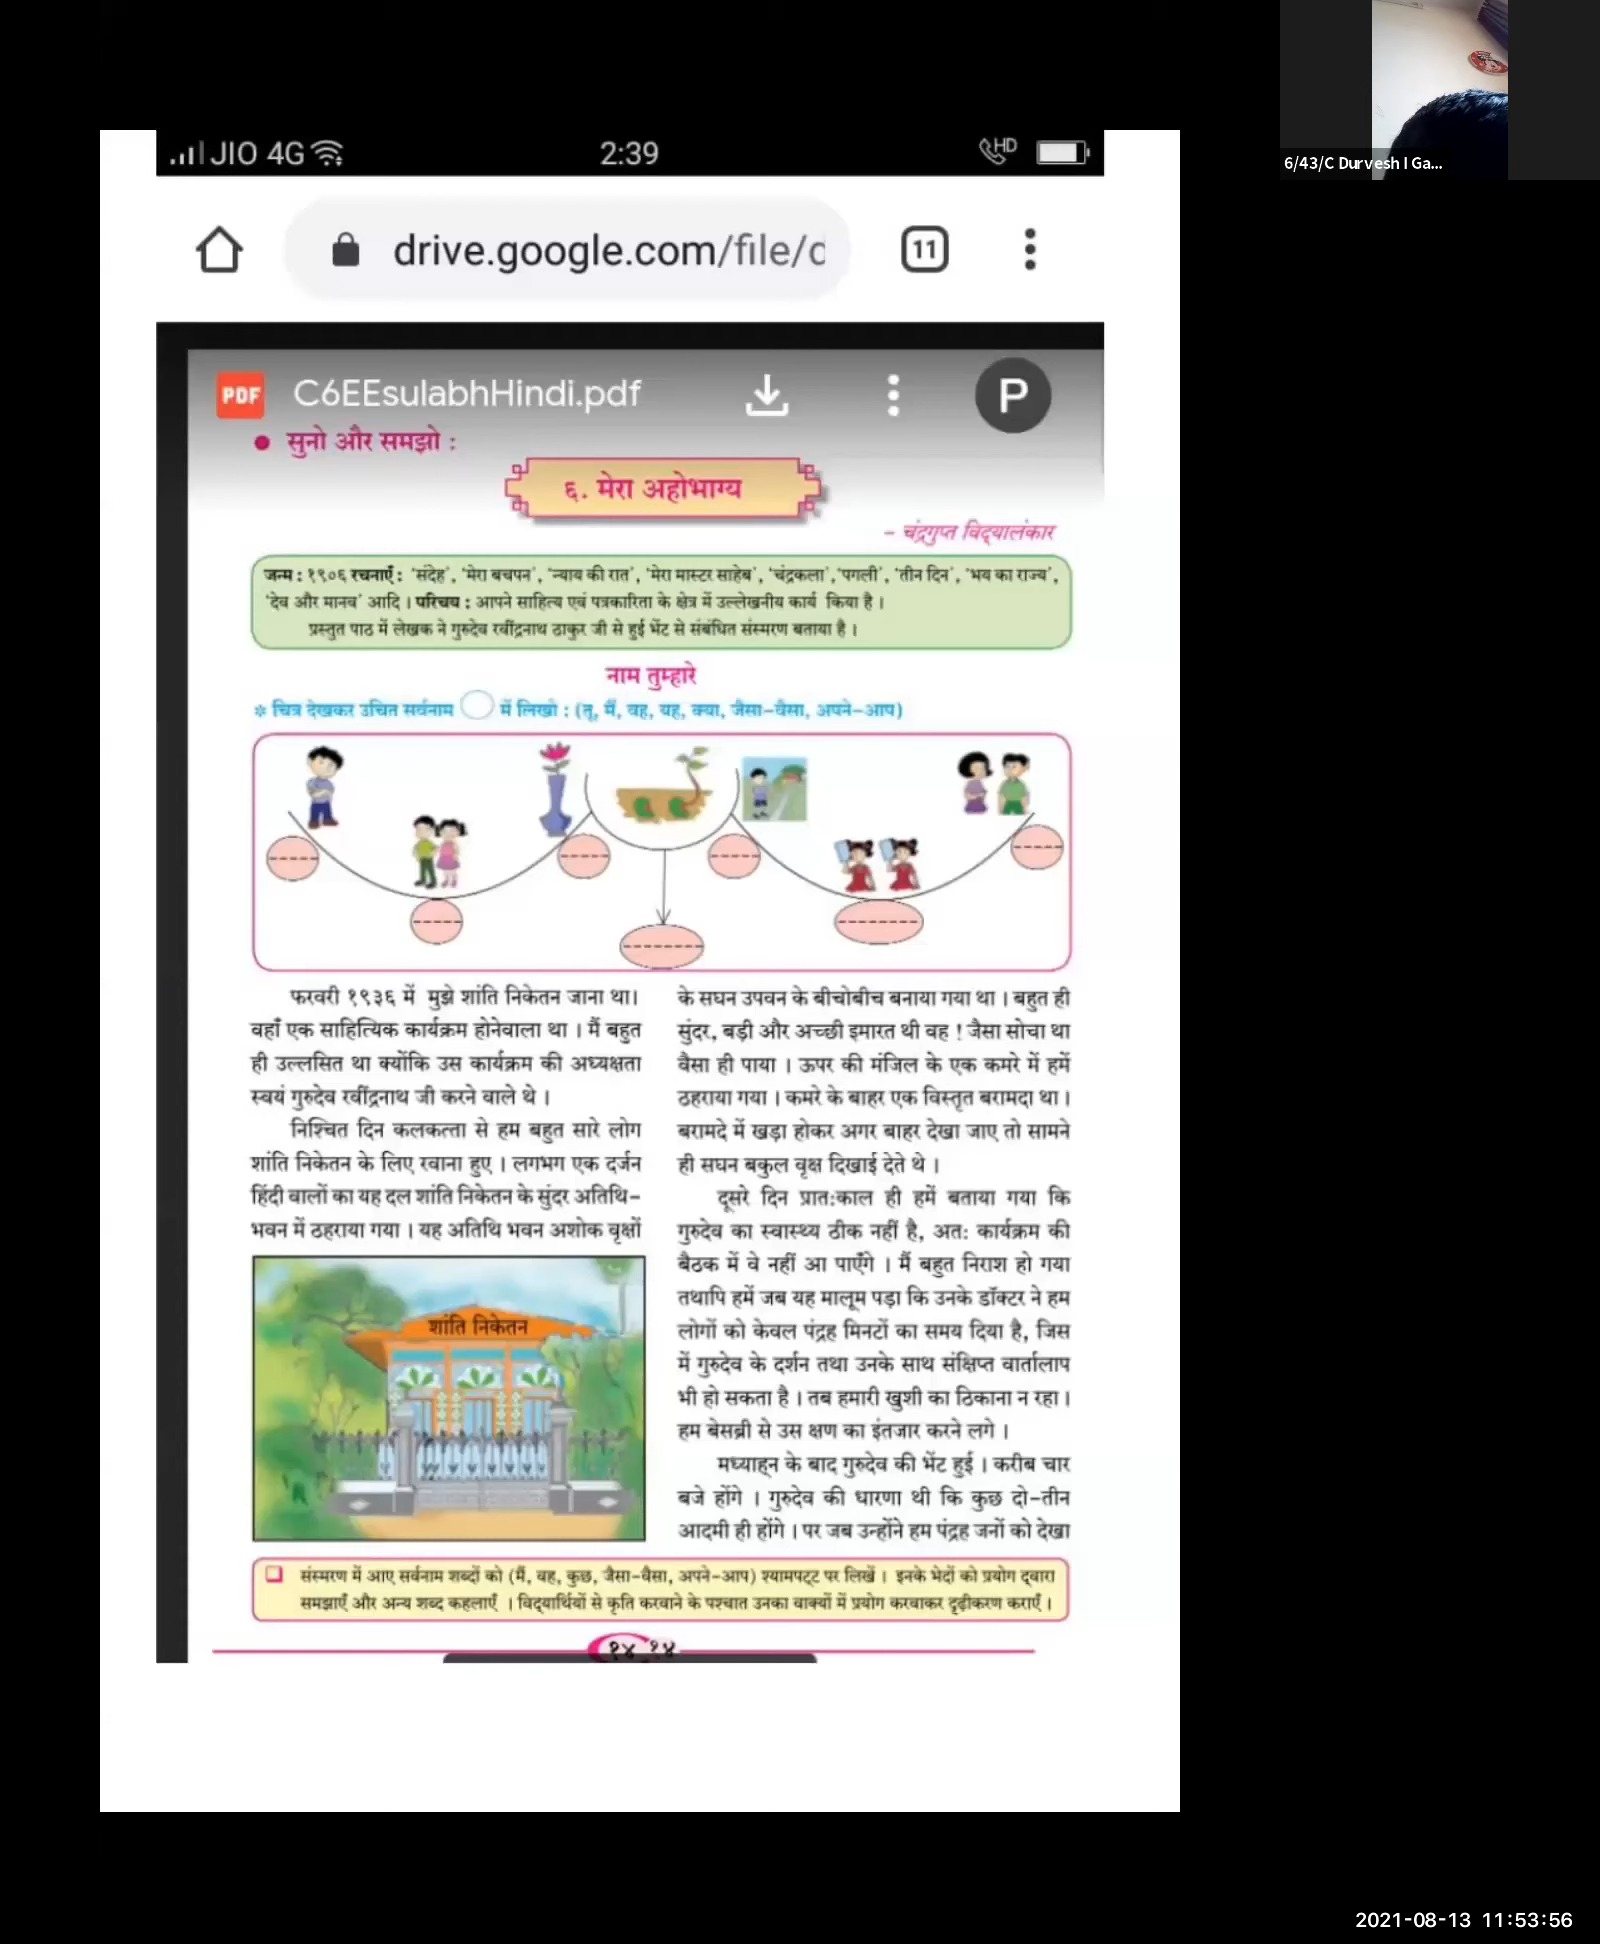 6/43/C Durvesh I Ga...
JIO 4G
2:39
HD
drive.google.com/file/d
11
PDF C6EEsulabhHindi.pdf
P
● सुनो और समझो :
६. मेरा अहोभाग्य
- चंद्रगुप्त विद्यालंकार
जन्म : १९०६ रचनाएँ : 'संदेह', 'मेरा बचपन', 'न्याय की रात', 'मेरा मास्टर साहेब', 'चंद्रकला', 'पगली', 'तीन दिन', 'भय का राज्य',
'देव और मानव' आदि । परिचय : आपने साहित्य एवं पत्रकारिता के क्षेत्र में उल्लेखनीय कार्य किया है ।
प्रस्तुत पाठ में लेखक ने गुरुदेव रवींद्रनाथ ठाकुर जी से हुई भेंट से संबंधित संस्मरण बताया है ।
नाम तुम्हारे
* चित्र देखकर उचित सर्वनाम में लिखो : (तू, मैं, वह, यह, क्या, जैसा-वैसा, अपने-आप)
फरवरी १९३६ में मुझे शांति निकेतन जाना था।
वहाँ एक साहित्यिक कार्यक्रम होनेवाला था । मैं बहुत
ही उल्लसित था क्योंकि उस कार्यक्रम की अध्यक्षता
स्वयं गुरुदेव रवींद्रनाथ जी करने वाले थे ।
निश्चित दिन कलकत्ता से हम बहुत सारे लोग
शांति निकेतन के लिए रवाना हुए । लगभग एक दर्जन
हिंदी वालों का यह दल शांति निकेतन के सुंदर अतिथि-
भवन में ठहराया गया । यह अतिथि भवन अशोक वृक्षों
शांति निकेतन
के सघन उपवन के बीचोबीच बनाया गया था । बहुत ही
सुंदर, बड़ी और अच्छी इमारत थी वह ! जैसा सोचा था
वैसा ही पाया । ऊपर की मंजिल के एक कमरे में हमें
ठहराया गया । कमरे के बाहर एक विस्तृत बरामदा था ।
बरामदे में खड़ा होकर अगर बाहर देखा जाए तो सामने
ही सघन बकुल वृक्ष दिखाई देते थे ।
दूसरे दिन प्रात:काल ही हमें बताया गया कि
गुरुदेव का स्वास्थ्य ठीक नहीं है, अत: कार्यक्रम की
बैठक में वे नहीं आ पाएँगे । मैं बहुत निराश हो गया
तथापि हमें जब यह मालूम पड़ा कि उनके डॉक्टर ने हम
लोगों को केवल पंद्रह मिनटों का समय दिया है, जिस
में गुरुदेव के दर्शन तथा उनके साथ संक्षिप्त वार्तालाप
भी हो सकता है । तब हमारी खुशी का ठिकाना न रहा ।
हम बेसब्री से उस क्षण का इंतजार करने लगे ।
मध्याह्न के बाद गुरुदेव की भेंट हुई । करीब चार
बजे होंगे । गुरुदेव की धारणा थी कि कुछ दो-तीन
आदमी ही होंगे । पर जब उन्होंने हम पंद्रह जनों को देखा
❑ संस्मरण में आए सर्वनाम शब्दों को (मैं, वह, कुछ, जैसा-वैसा, अपने-आप) श्यामपट्ट पर लिखें । इनके भेदों को प्रयोग द्वारा
समझाएँ और अन्य शब्द कहलाएँ । विद्यार्थियों से कृति करवाने के पश्चात उनका वाक्यों में प्रयोग करवाकर दृढ़ीकरण कराएँ ।
१४ १४
2021-08-13 11:53:56